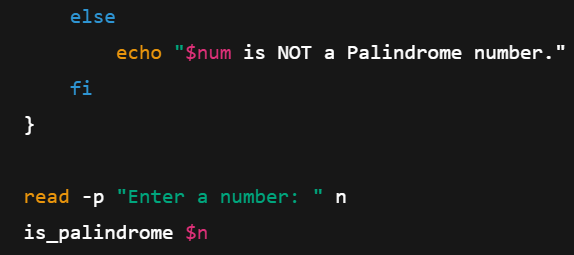 else
echo "$num is NOT a Palindrome number."
fi
}
read -p "Enter a number: " n
is_palindrome $n